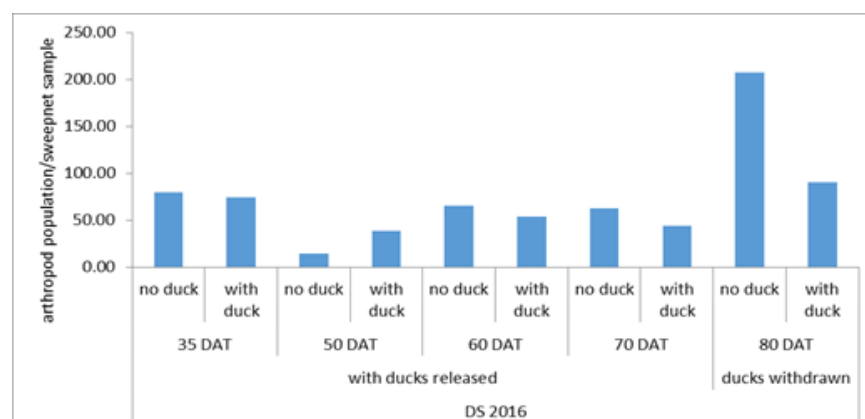 arthropod population/sweepnet sample
250.00
200.00
150.00
100.00
50.00
0.00
no duck with duck no duck with duck no duck with duck no duck with duck no duck with duck
35 DAT 50 DAT 60 DAT 70 DAT 80 DAT
with ducks released ducks withdrawn
DS 2016